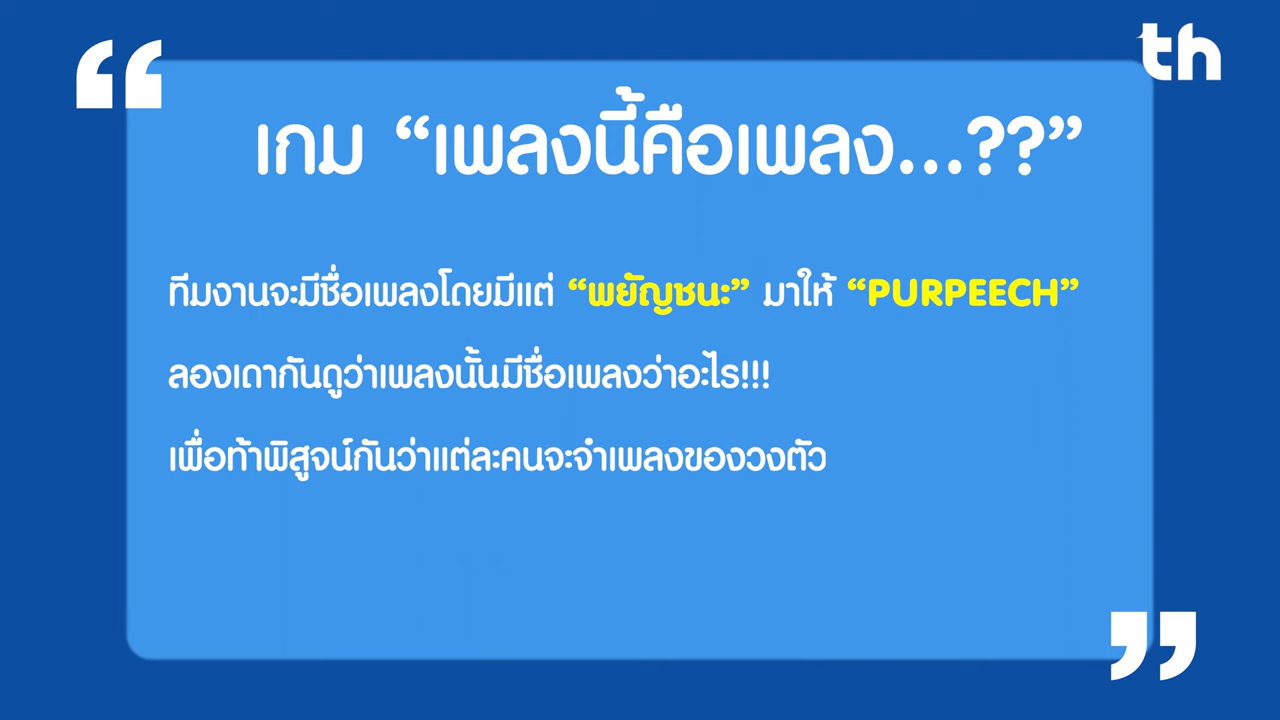 th
เกม “เพลงนี้คือเพลง...??”
ทีมงานจะมีชื่อเพลงโดยมีแต่ “พยัญชนะ” มาให้ “PURPEECH”
ลองเดากันดูว่าเพลงนั้นมีชื่อเพลงว่าอะไร!!!
เพื่อท้าพิสูจน์กันว่าแต่ละคนจะจำเพลงของวงตัว